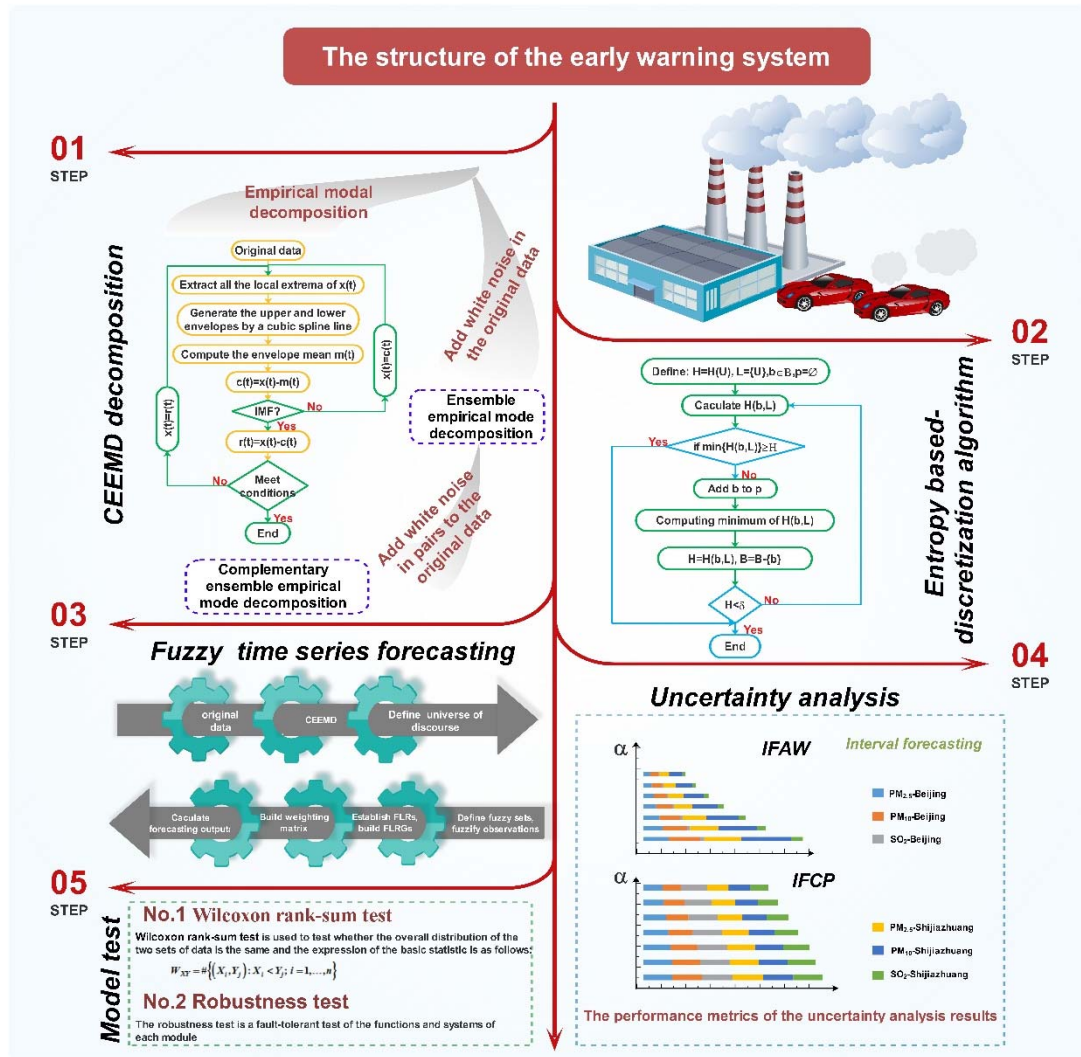 The structure of the early warning system
01
STEP
CEEMD decomposition
Empirical modal
decomposition
Original data
Extract all the local extrema of x(t)
Generate the upper and lower
envelopes by a cubic spline line
Compute the envelope mean m(t)
c(t)=x(t)-m(t)
IMF?
No
Yes
x(t)=c(t)
r(t)=x(t)-c(t)
x(t)=r(t)
No
Meet
conditions
Yes
End
Add white noise in
the original data
Ensemble
empirical mode
decomposition
Add white noise
in pairs to the
original data
Complementary
ensemble empirical
mode decomposition
02
STEP
Entropy based-
discretization algorithm
Define: H=H(U), L={U},b⊂B,p=∅
Caculate H(b,L)
Yes
if min{H(b,L)}≥H
No
Add b to p
Computing minimum of H(b,L)
H=H(b,L), B=B-{b}
H<δ
No
Yes
End
03
STEP
Fuzzy time series forecasting
original
data
CEEMD
Define universe of
discourse
Caculate
forecasting output
Build weighting
matrix
Establish FLRs,
build FLRGs
Define fuzzy sets,
fuzzify observations
04
STEP
Uncertainty analysis
α
IFAW
Interval forecasting
PM2.5-Beijing
PM10-Beijing
SO2-Beijing
α
IFCP
PM2.5-Shijiazhuang
PM10-Shijiazhuang
SO2-Shijiazhuang
The performance metrics of the uncertainty analysis results
05
STEP
Model test
No.1 Wilcoxon rank-sum test
Wilcoxon rank-sum test is used to test whether the overall distribution of the
two sets of data is the same and the expression of the basic statistic is as follows:
W_XY = #{(X_i,Y_j): X_i < Y_j; i = 1,...,n}
No.2 Robustness test
The robustness test is a fault-tolerant test of the functions and systems of
each module